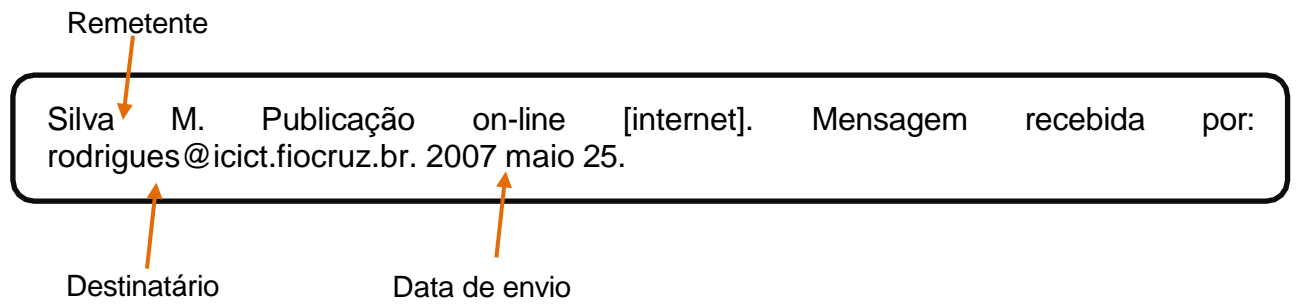 Remetente
Silva M. Publicação on-line [internet]. Mensagem recebida por:
rodrigues@icict.fiocruz.br. 2007 maio 25.
Destinatário Data de envio